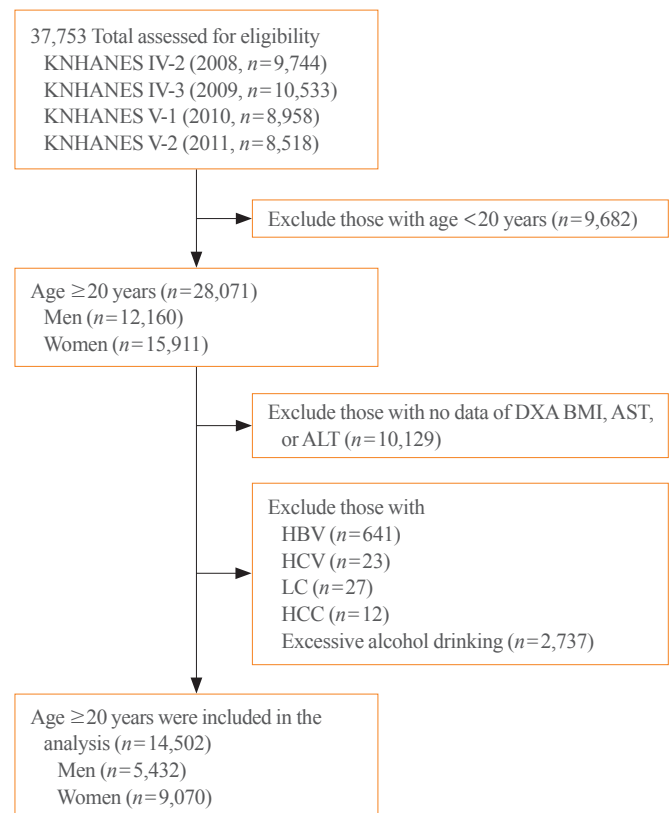 37,753 Total assessed for eligibility
KNHANES IV-2 (2008, n=9,744)
KNHANES IV-3 (2009, n=10,533)
KNHANES V-1 (2010, n=8,958)
KNHANES V-2 (2011, n=8,518)
Exclude those with age <20 years (n=9,682)
Age ≥20 years (n=28,071)
Men (n=12,160)
Women (n=15,911)
Exclude those with no data of DXA BMI, AST,
or ALT (n=10,129)
Exclude those with
HBV (n=641)
HCV (n=23)
LC (n=27)
HCC (n=12)
Excessive alcohol drinking (n=2,737)
Age ≥20 years were included in the
analysis (n=14,502)
Men (n=5,432)
Women (n=9,070)